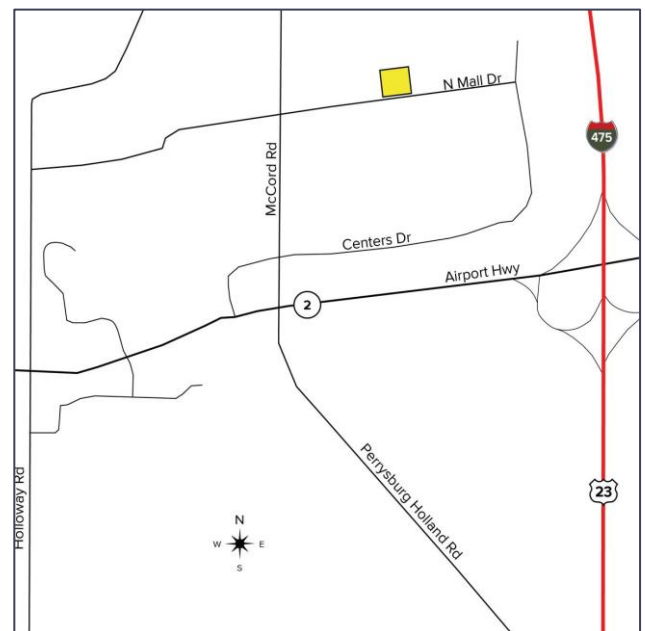 N Mall Dr
475
McCord Rd
Centers Dr
Airport Hwy
2
Perrysburg Holland Rd
Holloway Rd
23
N
W
E
S